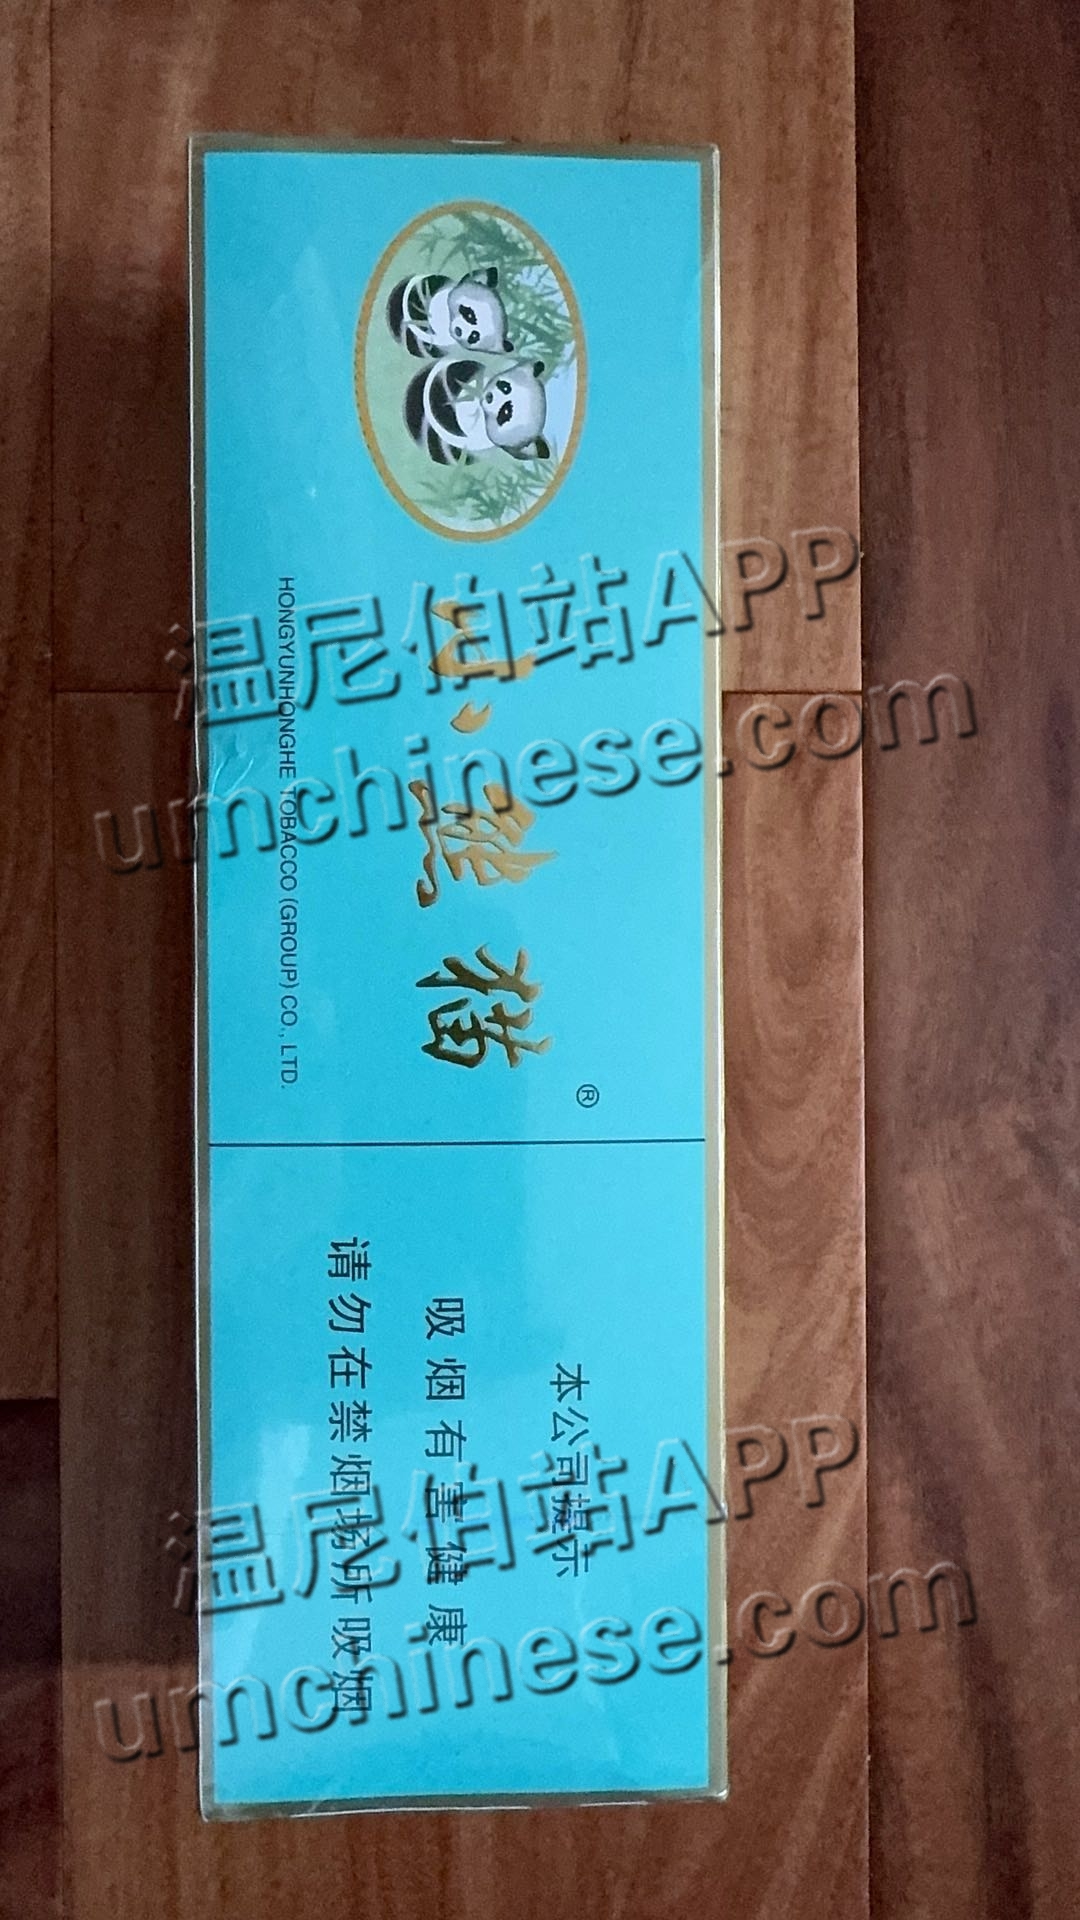 小熊猫
®
HONGYUNHONGHE TOBACCO (GROUP) CO., LTD.
本公司提示
吸烟有害健康
请勿在禁烟场所吸烟
温尼伯站APP
umchinese.com
温尼伯站APP
umchinese.com